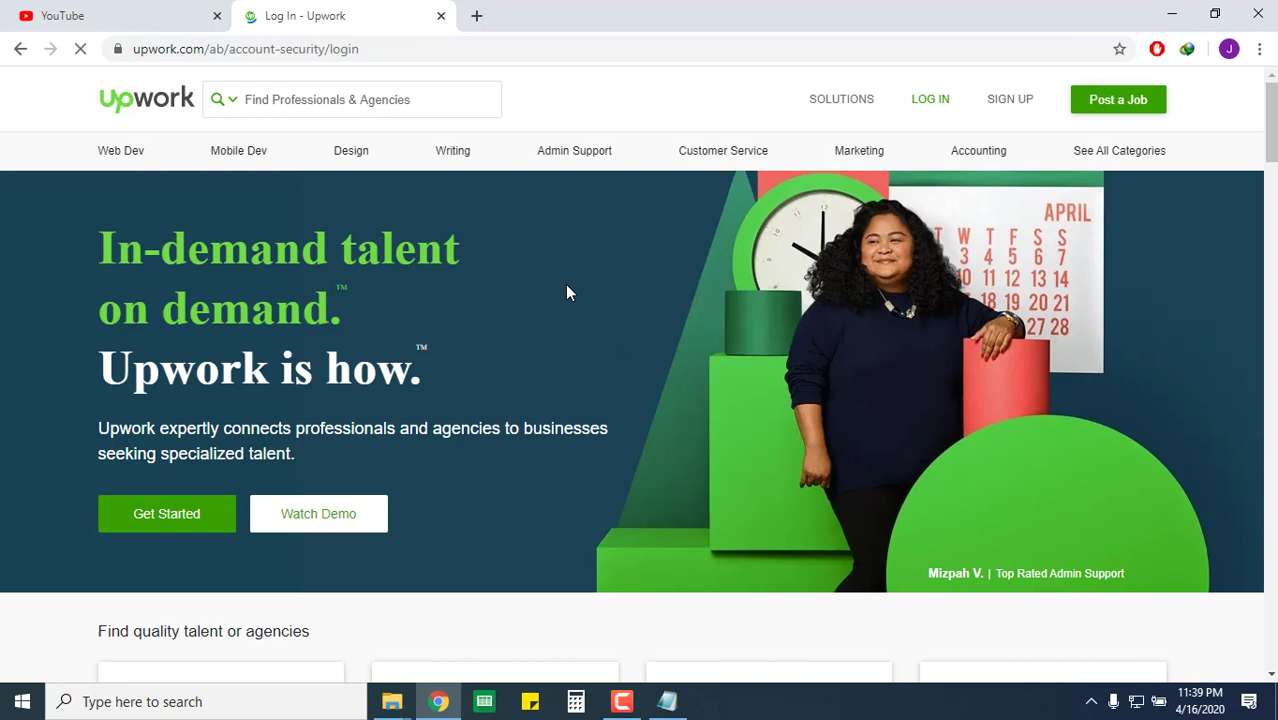 YouTube
Log In - Upwork
upwork.com/ab/account-security/login
J
upwork
Find Professionals & Agencies
SOLUTIONS
LOG IN
SIGN UP
Post a Job
Web Dev
Mobile Dev
Design
Writing
Admin Support
Customer Service
Marketing
Accounting
See All Categories
In-demand talent
on demand.™
Upwork is how.™
Upwork expertly connects professionals and agencies to businesses
seeking specialized talent.
Get Started
Watch Demo
12
APRIL
T W T F S S
3 4 5 6 7
10 11 12 13 14
18 19 20 21
27 28
Mizpah V. | Top Rated Admin Support
Find quality talent or agencies
Type here to search
11:39 PM
4/16/2020